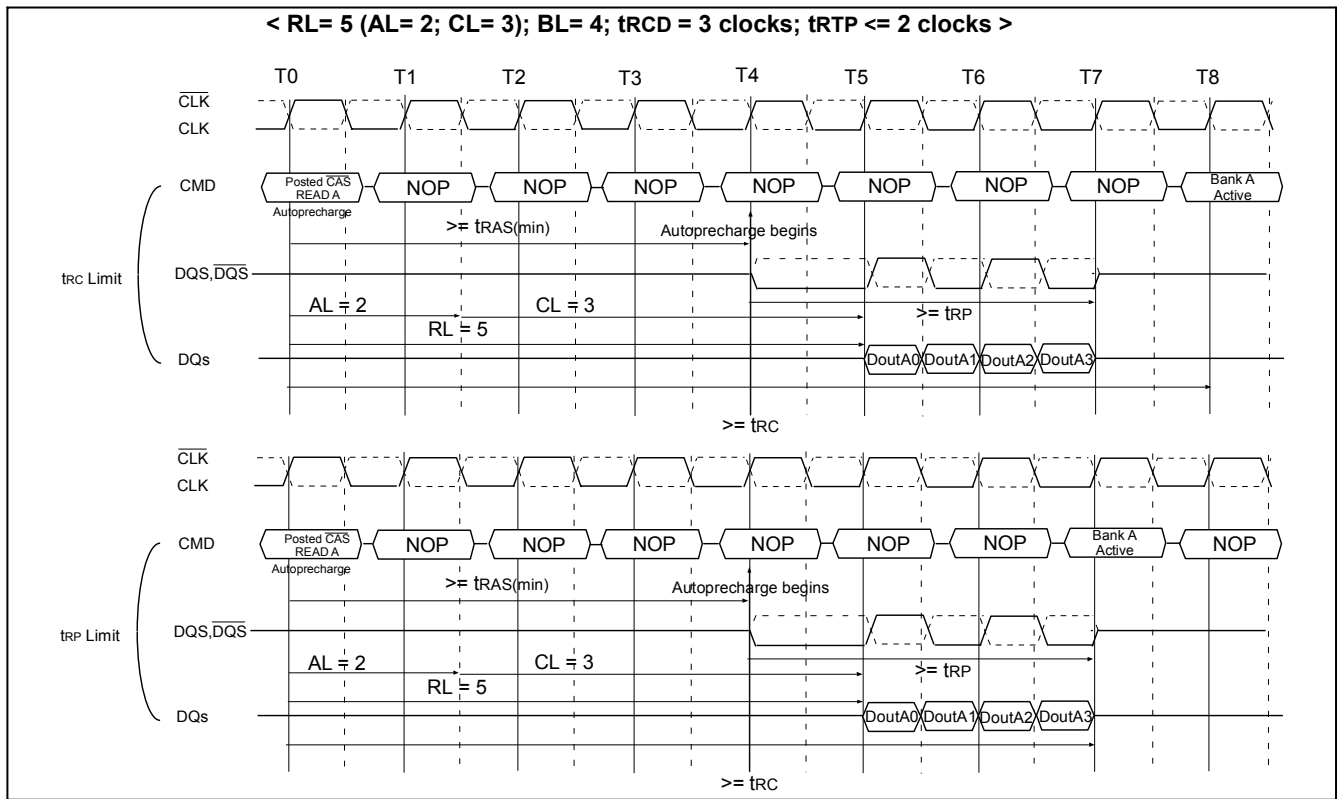 < RL= 5 (AL= 2; CL= 3); BL= 4; tRCD = 3 clocks; tRTP <= 2 clocks >
T0 T1 T2 T3 T4 T5 T6 T7 T8
CLK
CLK
CMD Posted CAS READ A NOP NOP NOP NOP NOP NOP NOP Bank A Active
Autoprecharge
>= tRAS(min) Autoprecharge begins
tRC Limit
DQS,DQS
AL = 2 CL = 3 >= tRP
RL = 5
DQs DoutA0 DoutA1 DoutA2 DoutA3
>= tRC
CLK
CLK
CMD Posted CAS READ A NOP NOP NOP NOP NOP NOP Bank A Active NOP
Autoprecharge
>= tRAS(min) Autoprecharge begins
tRP Limit DQS,DQS
AL = 2 CL = 3 >= tRP
RL = 5
DQs DoutA0 DoutA1 DoutA2 DoutA3
>= tRC